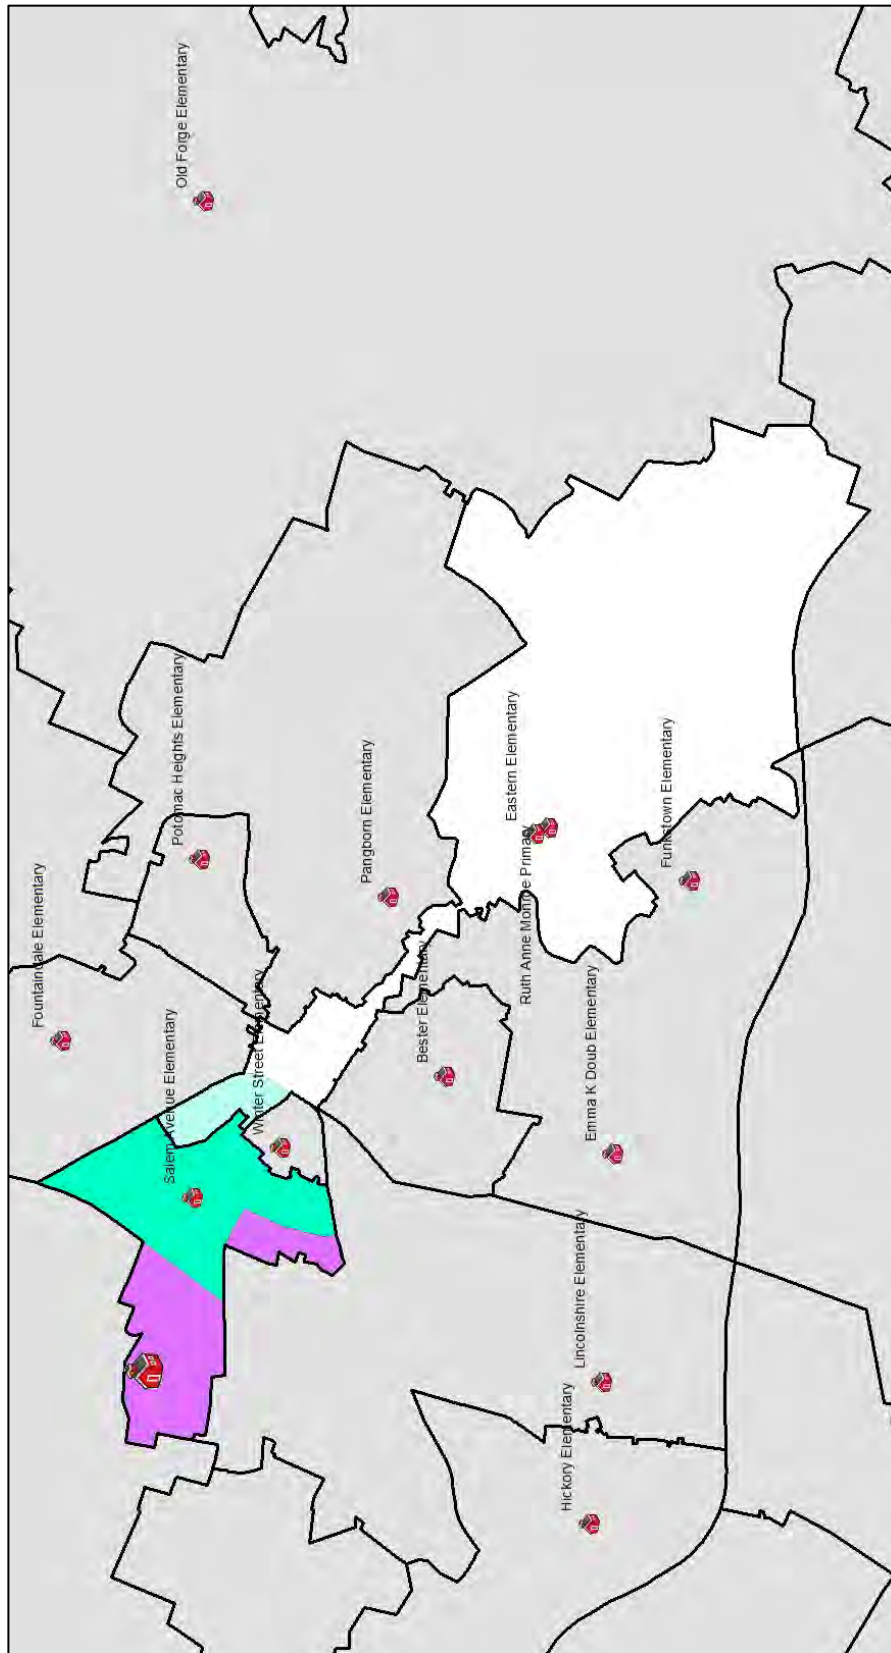 Fountaindale Elementary
Salem Avenue Elementary
Potomac Heights Elementary
Old Forge Elementary
Winter Street Elementary
Pangborn Elementary
Bester Elementary
Eastern Elementary
Ruth Anne Monroe Primary
Hickory Elementary
Lincolnshire Elementary
Emma K Doub Elementary
Funkstown Elementary